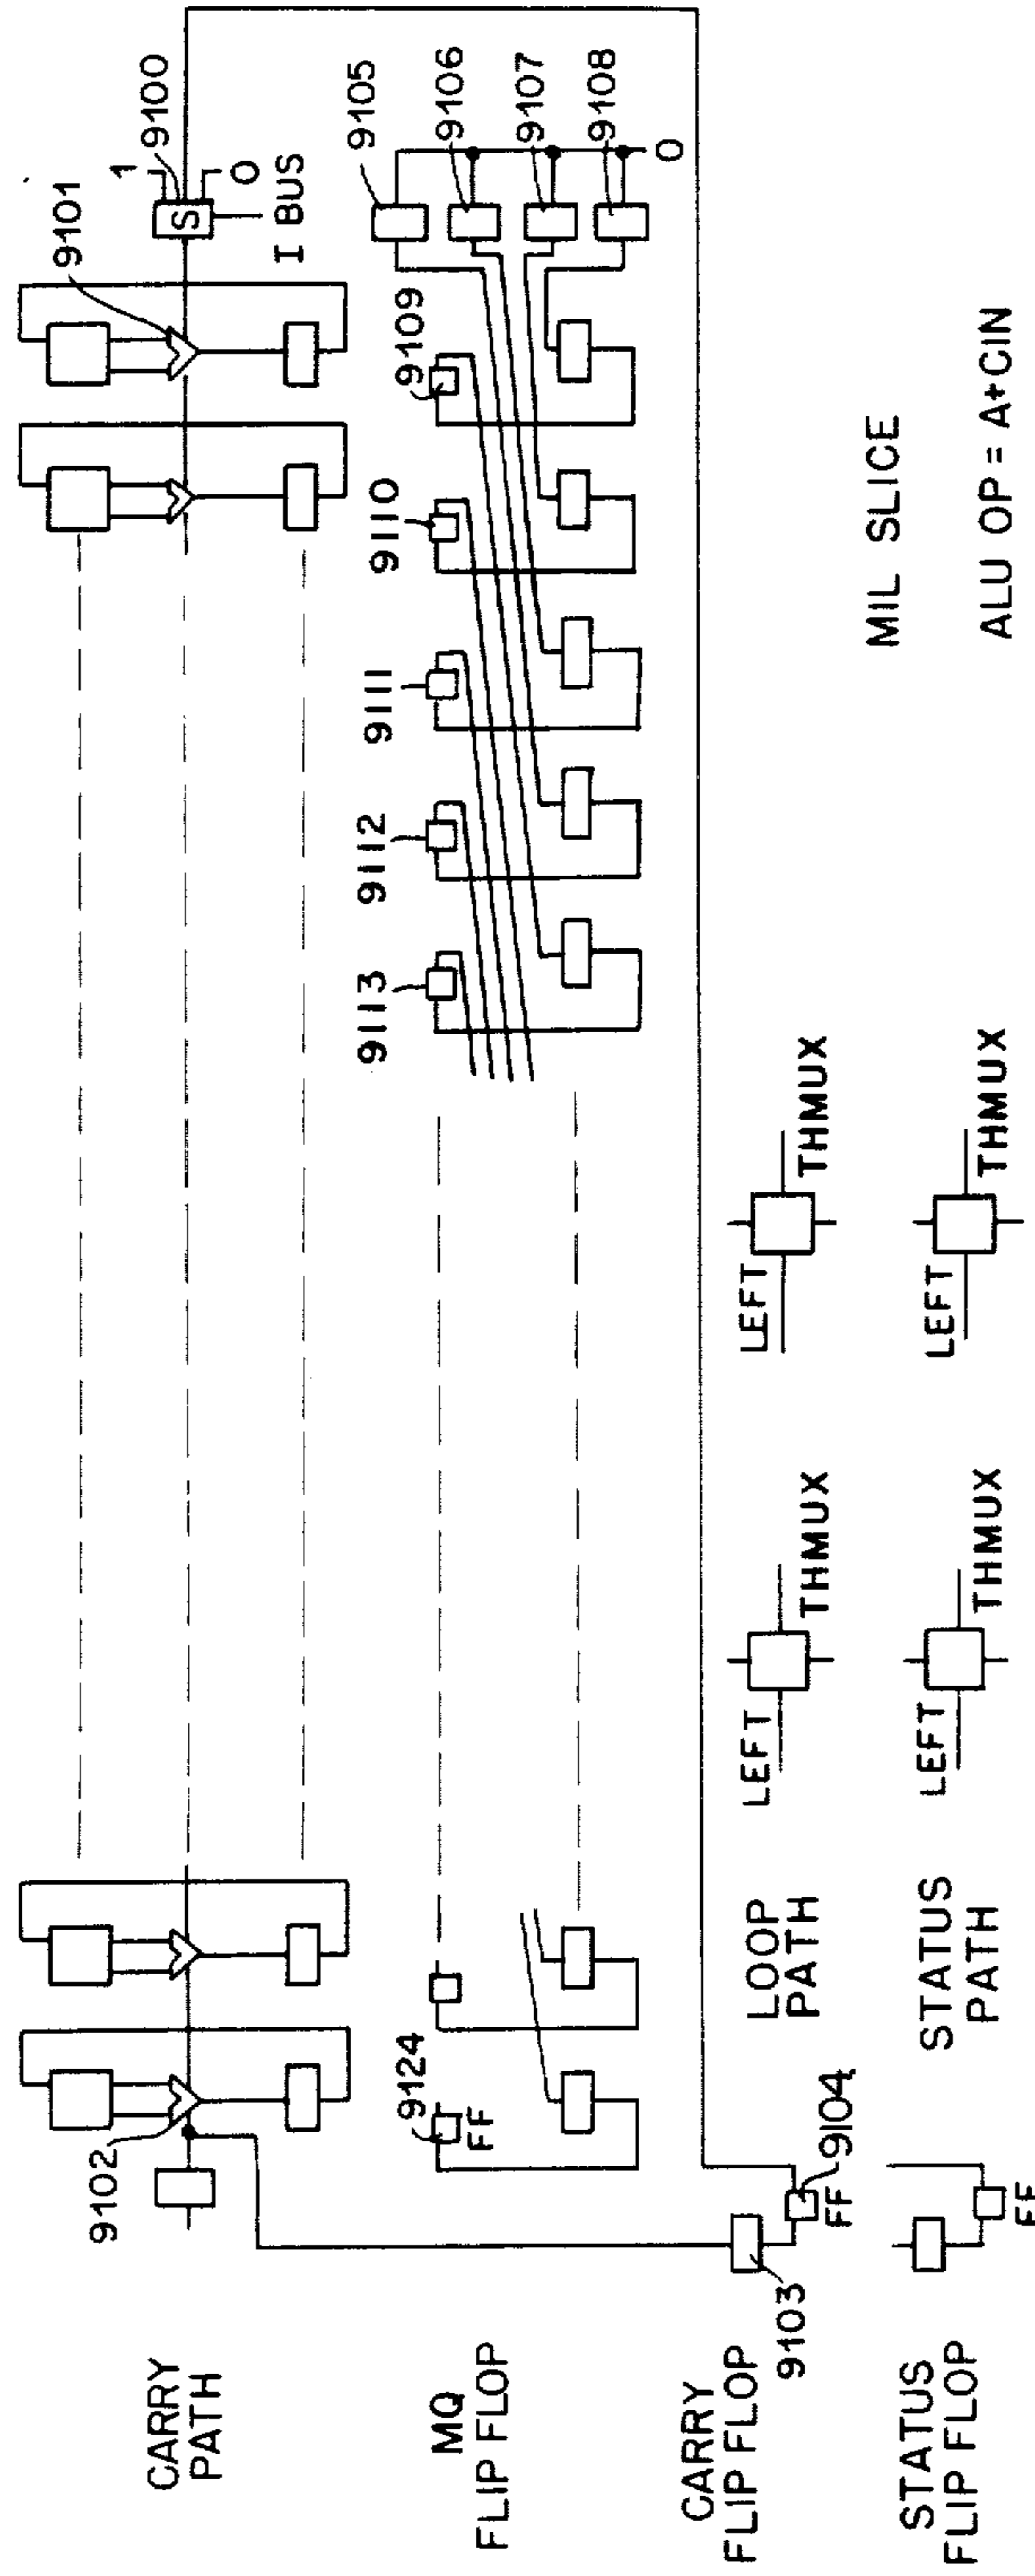 CARRY
PATH
9102
9101
1
S
9100
0
I BUS
MQ
FLIP FLOP
9124
FF
9113
9112
9111
9110
9109
9105
9106
9107
9108
0
CARRY
FLIP FLOP
9103
FF
9104
LOOP
PATH
LEFT
THMUX
LEFT
THMUX
STATUS
FLIP FLOP
FF
STATUS
PATH
LEFT
THMUX
LEFT
THMUX
MIL SLICE
ALU OP = A+CIN